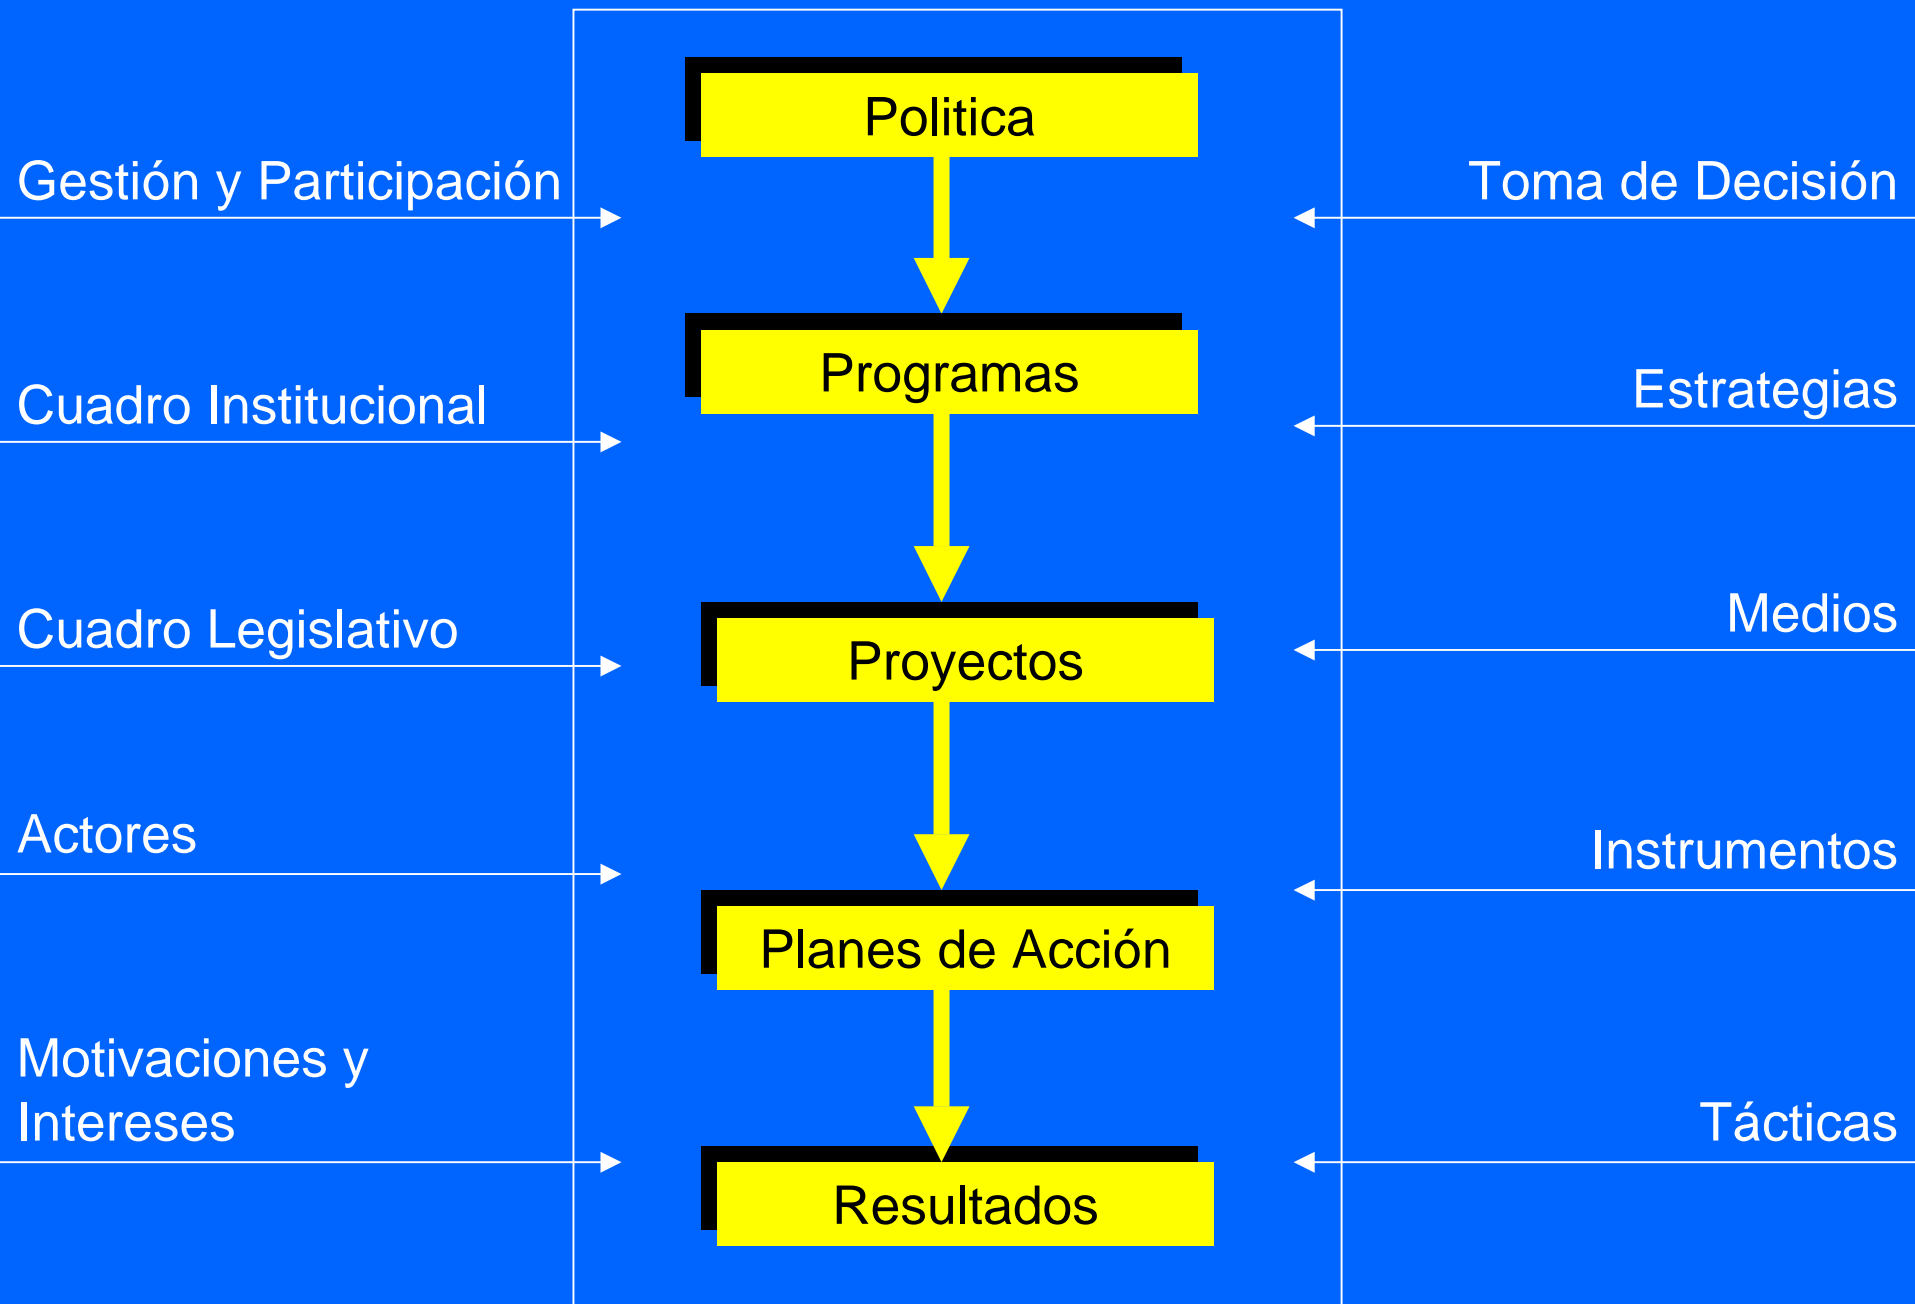 Politica
Gestión y Participación
Toma de Decisión
Programas
Cuadro Institucional
Estrategias
Proyectos
Cuadro Legislativo
Medios
Actores
Instrumentos
Planes de Acción
Motivaciones y
Intereses
Tácticas
Resultados